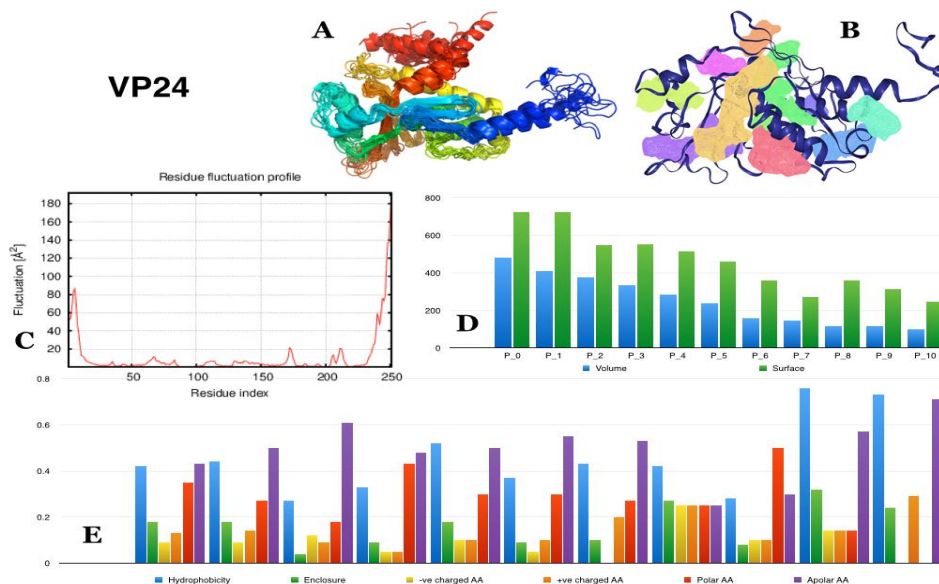 A
B
VP24
Residue fluctuation profile
Fluctuation [Å²]
180
160
140
120
100
80
60
40
20
50
100
150
200
250
Residue index
C
800
600
400
200
0
D
P_0 P_1 P_2 P_3 P_4 P_5 P_6 P_7 P_8 P_9 P_10
Volume Surface
0.8
0.6
0.4
0.2
0
E
Hydrophobicity Enclosure -ve charged AA +ve charged AA Polar AA Apolar AA